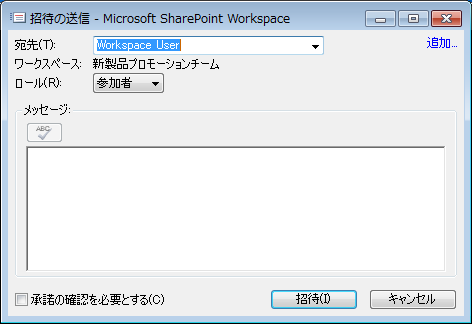 招待の送信 - Microsoft SharePoint Workspace
宛先(T): Workspace User 追加...
ワークスペース: 新製品プロモーションチーム
ロール(R): 参加者
メッセージ:
ABC
承諾の確認を必要とする(C) 招待(I) キャンセル